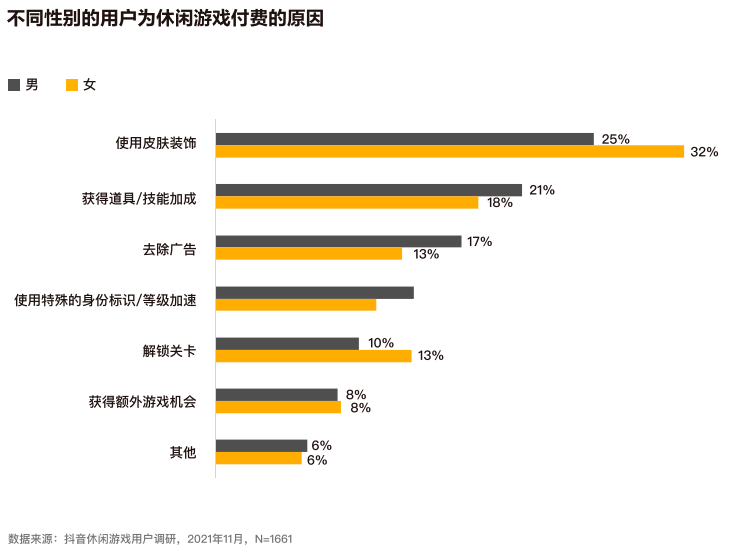 不同性别的用户为休闲游戏付费的原因
男 女
使用皮肤装饰 25%
32%
获得道具/技能加成 21%
18%
去除广告 17%
13%
使用特殊的身份标识/等级加速
解锁关卡 10%
13%
获得额外游戏机会 8%
8%
其他 6%
6%
数据来源：抖音休闲游戏用户调研，2021年11月，N=1661